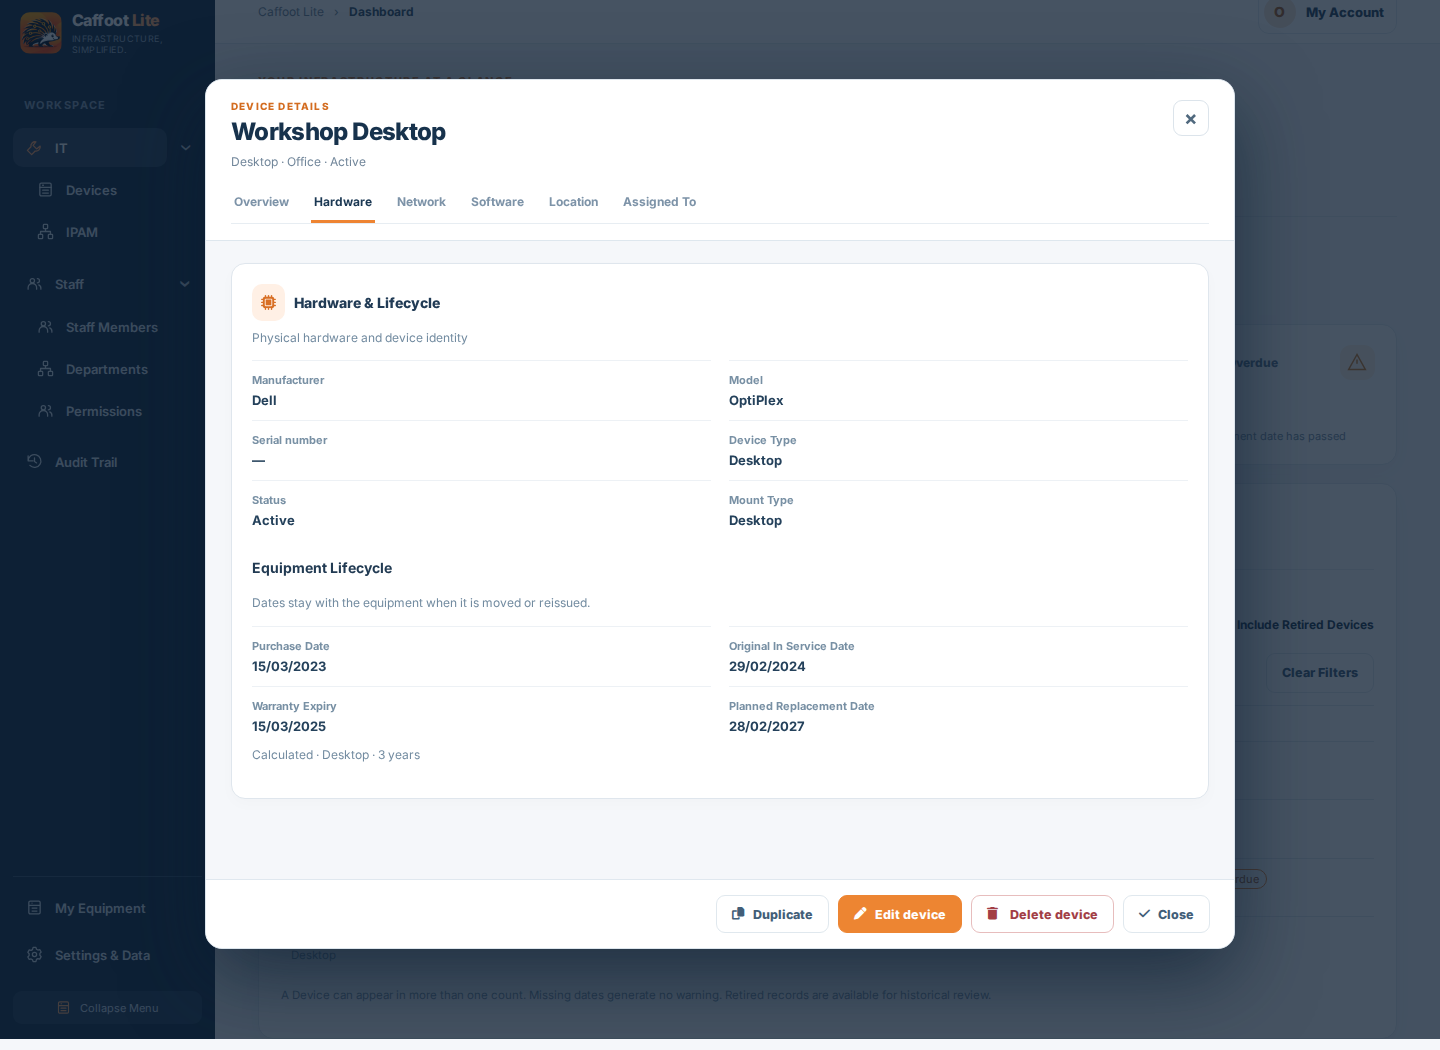 Caffoot Lite
INFRASTRUCTURE,
SIMPLIFIED.
Caffoot Lite › Dashboard
O My Account
WORKSPACE
IT
Devices
IPAM
Staff
Staff Members
Departments
Permissions
Audit Trail
My Equipment
Settings & Data
Collapse Menu
DEVICE DETAILS
Workshop Desktop
Desktop · Office · Active
Overview Hardware Network Software Location Assigned To
Hardware & Lifecycle
Physical hardware and device identity
Manufacturer
Dell
Model
OptiPlex
Serial number
—
Device Type
Desktop
Status
Active
Mount Type
Desktop
Equipment Lifecycle
Dates stay with the equipment when it is moved or reissued.
Purchase Date
15/03/2023
Original In Service Date
29/02/2024
Warranty Expiry
15/03/2025
Planned Replacement Date
28/02/2027
Calculated · Desktop · 3 years
Duplicate
Edit device
Delete device
Close
verdue
date has passed
Include Retired Devices
Clear Filters
rdue
Desktop
A Device can appear in more than one count. Missing dates generate no warning. Retired records are available for historical review.